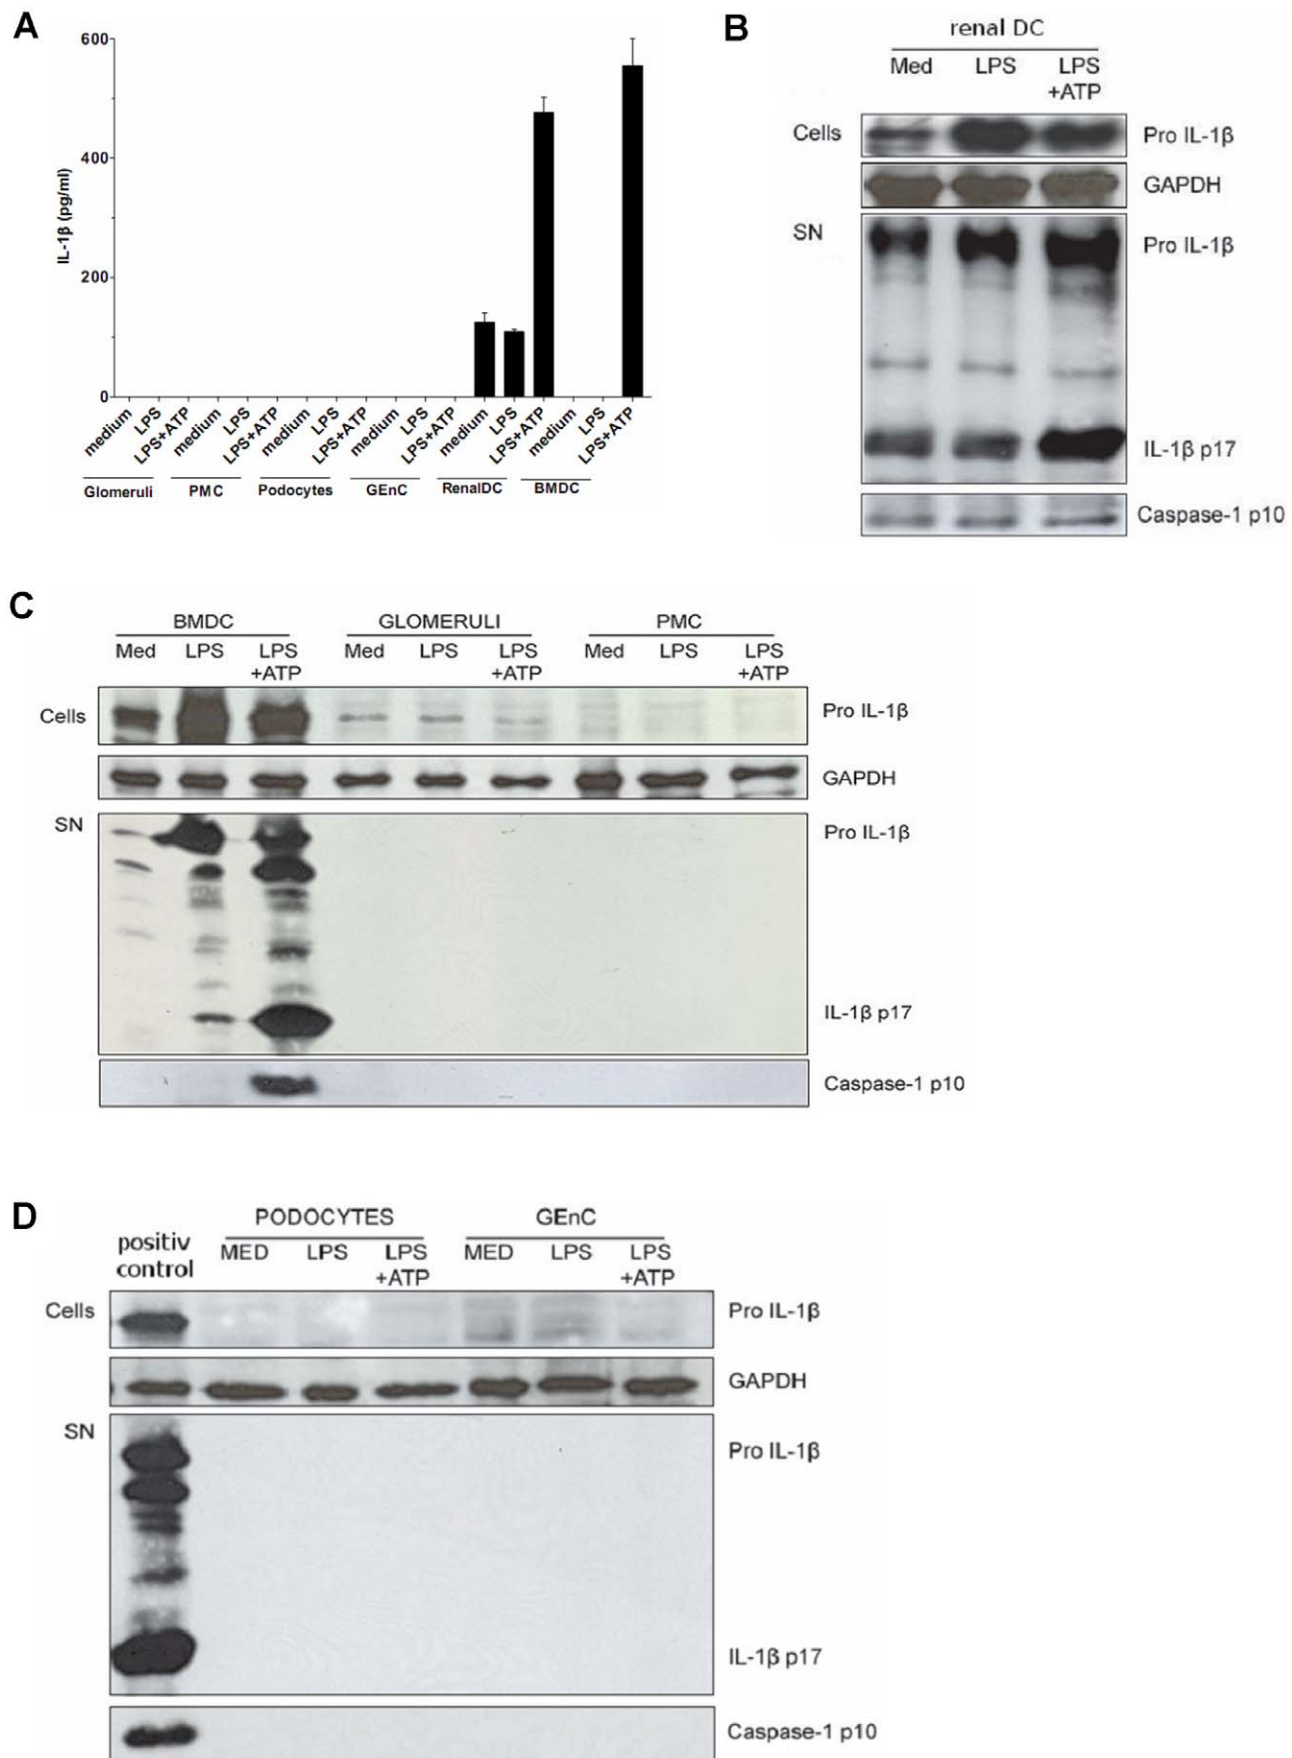 A
600
400
200
0
IL-1β (pg/ml)
medium LPS LPS+ATP medium LPS LPS+ATP medium LPS LPS+ATP medium LPS LPS+ATP medium LPS LPS+ATP medium LPS LPS+ATP
Glomeruli PMC Podocytes GEnC RenalDC BMDC
B
renal DC
Med LPS LPS
+ATP
Cells Pro IL-1β
GAPDH
SN Pro IL-1β
IL-1β p17
Caspase-1 p10
C
BMDC GLOMERULI PMC
Med LPS LPS Med LPS LPS Med LPS LPS
+ATP +ATP +ATP
Cells Pro IL-1β
GAPDH
SN Pro IL-1β
IL-1β p17
Caspase-1 p10
D
PODOCYTES GEnC
positiv MED LPS LPS MED LPS LPS
control +ATP +ATP
Cells Pro IL-1β
GAPDH
SN Pro IL-1β
IL-1β p17
Caspase-1 p10